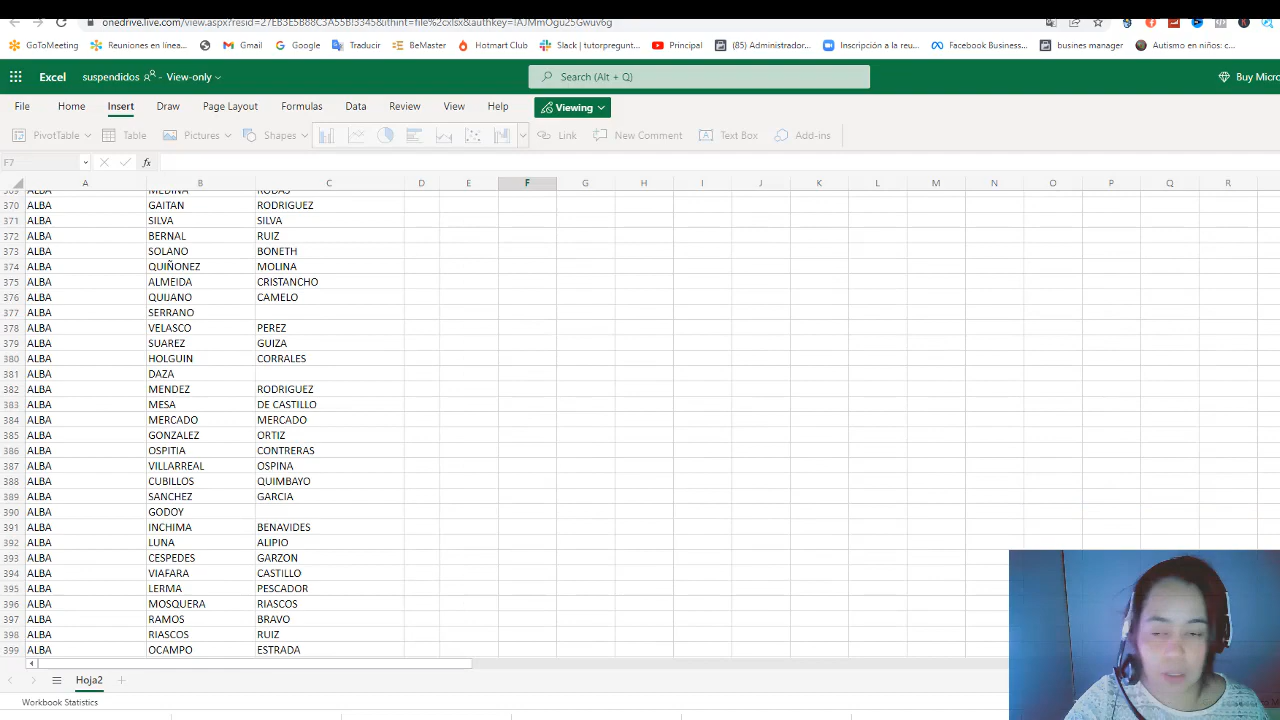 onedrive.live.com/view.aspx?resid=27EB3E5B88C3A55B!3345&ithint=file%2cxlsx&authkey=!AJMmOgu25Gwuv6g
GoToMeeting Reuniones en línea... Gmail Google Traducir BeMaster Hotmart Club Slack | tutorpregunt... Principal (85) Administrador... Inscripción a la reu... Facebook Business... busines manager Autismo en niños: c...
Excel suspendidos - View-only Search (Alt + Q) Buy Micro
File Home Insert Draw Page Layout Formulas Data Review View Help Viewing
PivotTable Table Pictures Shapes Link New Comment Text Box Add-ins
F7 fx
A B C D E F G H I J K L M N O P Q R
369 ALBA MEDINA RODAS
370 ALBA GAITAN RODRIGUEZ
371 ALBA SILVA SILVA
372 ALBA BERNAL RUIZ
373 ALBA SOLANO BONETH
374 ALBA QUIÑONEZ MOLINA
375 ALBA ALMEIDA CRISTANCHO
376 ALBA QUIJANO CAMELO
377 ALBA SERRANO
378 ALBA VELASCO PEREZ
379 ALBA SUAREZ GUIZA
380 ALBA HOLGUIN CORRALES
381 ALBA DAZA
382 ALBA MENDEZ RODRIGUEZ
383 ALBA MESA DE CASTILLO
384 ALBA MERCADO MERCADO
385 ALBA GONZALEZ ORTIZ
386 ALBA OSPITIA CONTRERAS
387 ALBA VILLARREAL OSPINA
388 ALBA CUBILLOS QUIMBAYO
389 ALBA SANCHEZ GARCIA
390 ALBA GODOY
391 ALBA INCHIMA BENAVIDES
392 ALBA LUNA ALIPIO
393 ALBA CESPEDES GARZON
394 ALBA VIAFARA CASTILLO
395 ALBA LERMA PESCADOR
396 ALBA MOSQUERA RIASCOS
397 ALBA RAMOS BRAVO
398 ALBA RIASCOS RUIZ
399 ALBA OCAMPO ESTRADA
Hoja2
Workbook Statistics